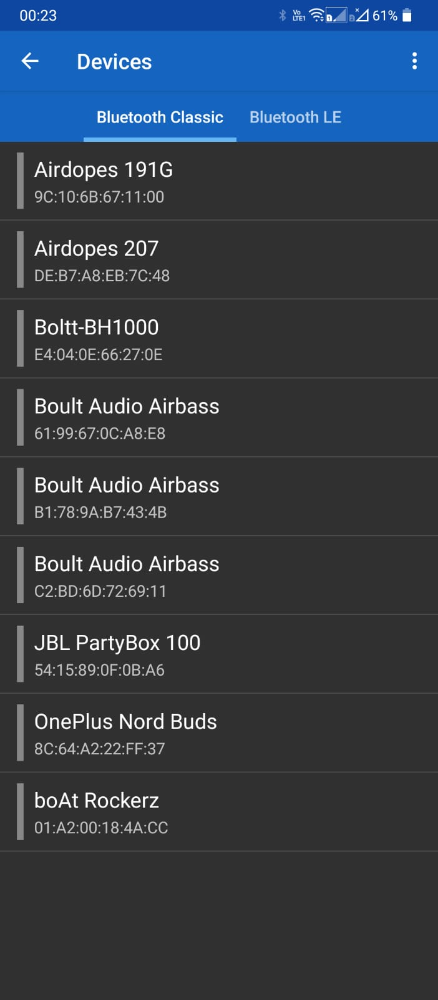 00:23
Vo
LTE1
1
2
61%
Devices
Bluetooth Classic
Bluetooth LE
Airdopes 191G
9C:10:6B:67:11:00
Airdopes 207
DE:B7:A8:EB:7C:48
Boltt-BH1000
E4:04:0E:66:27:0E
Boult Audio Airbass
61:99:67:0C:A8:E8
Boult Audio Airbass
B1:78:9A:B7:43:4B
Boult Audio Airbass
C2:BD:6D:72:69:11
JBL PartyBox 100
54:15:89:0F:0B:A6
OnePlus Nord Buds
8C:64:A2:22:FF:37
boAt Rockerz
01:A2:00:18:4A:CC